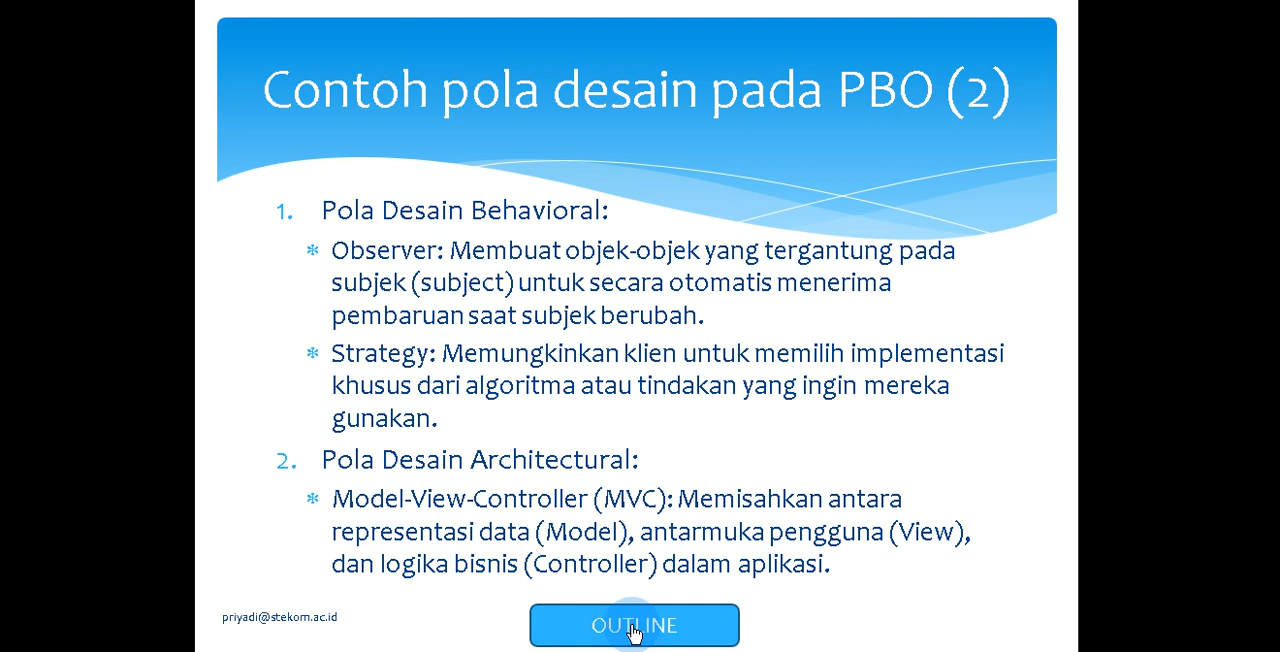 Contoh pola desain pada PBO (2)
1. Pola Desain Behavioral:
* Observer: Membuat objek-objek yang tergantung pada
subjek (subject) untuk secara otomatis menerima
pembaruan saat subjek berubah.
* Strategy: Memungkinkan klien untuk memilih implementasi
khusus dari algoritma atau tindakan yang ingin mereka
gunakan.
2. Pola Desain Architectural:
* Model-View-Controller (MVC): Memisahkan antara
representasi data (Model), antarmuka pengguna (View),
dan logika bisnis (Controller) dalam aplikasi.
priyadi@stekom.ac.id
OUTLINE